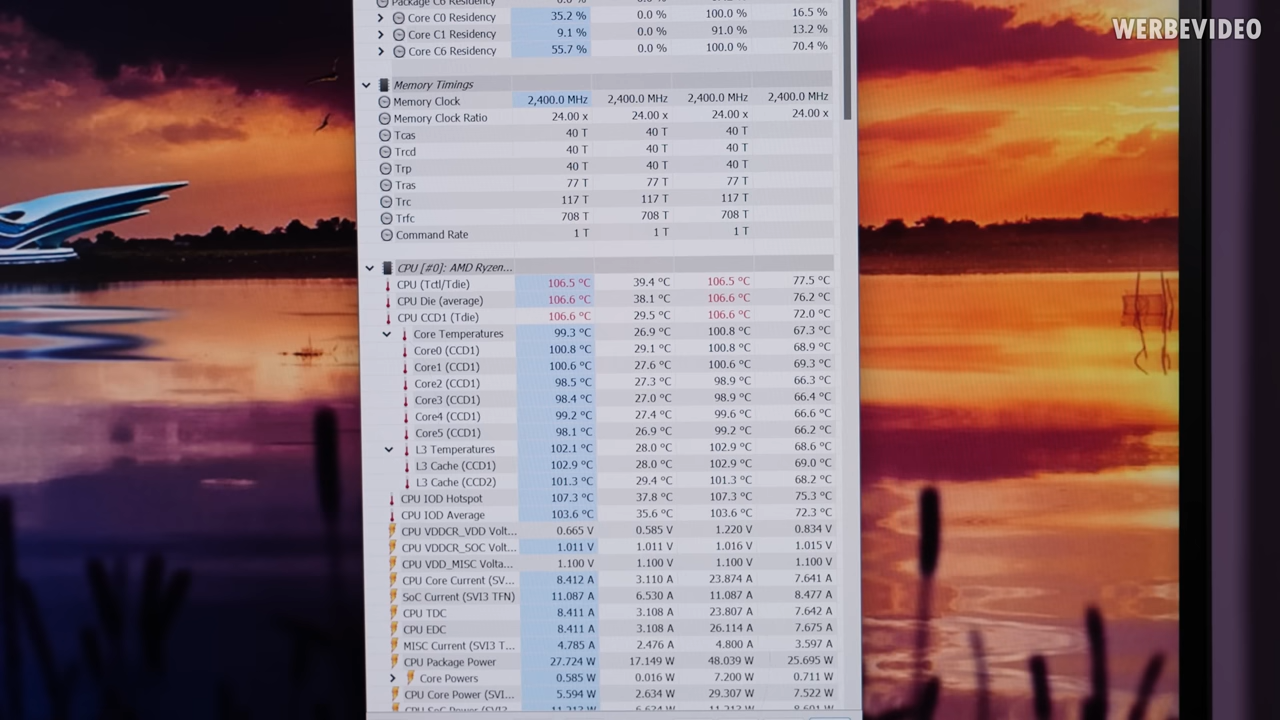 WERBEVIDEO
Package C6 Residency
Core C0 Residency 35.2 % 0.0 % 100.0 % 16.5 %
Core C1 Residency 9.1 % 0.0 % 91.0 % 13.2 %
Core C6 Residency 55.7 % 0.0 % 100.0 % 70.4 %
Memory Timings
Memory Clock 2,400.0 MHz 2,400.0 MHz 2,400.0 MHz 2,400.0 MHz
Memory Clock Ratio 24.00 x 24.00 x 24.00 x 24.00 x
Tcas 40 T 40 T 40 T
Trcd 40 T 40 T 40 T
Trp 40 T 40 T 40 T
Tras 77 T 77 T 77 T
Trc 117 T 117 T 117 T
Trfc 708 T 708 T 708 T
Command Rate 1 T 1 T 1 T
CPU [#0]: AMD Ryzen...
CPU (Tctl/Tdie) 106.5 °C 39.4 °C 106.5 °C 77.5 °C
CPU Die (average) 106.6 °C 38.1 °C 106.6 °C 76.2 °C
CPU CCD1 (Tdie) 106.6 °C 29.5 °C 106.6 °C 72.0 °C
Core Temperatures 99.3 °C 26.9 °C 100.8 °C 67.3 °C
Core0 (CCD1) 100.8 °C 29.1 °C 100.8 °C 68.9 °C
Core1 (CCD1) 100.6 °C 27.6 °C 100.6 °C 69.3 °C
Core2 (CCD1) 98.5 °C 27.3 °C 98.9 °C 66.3 °C
Core3 (CCD1) 98.4 °C 27.0 °C 98.9 °C 66.4 °C
Core4 (CCD1) 99.2 °C 27.4 °C 99.6 °C 66.6 °C
Core5 (CCD1) 98.1 °C 26.9 °C 99.2 °C 66.2 °C
L3 Temperatures 102.1 °C 28.0 °C 102.9 °C 68.6 °C
L3 Cache (CCD1) 102.9 °C 28.0 °C 102.9 °C 69.0 °C
L3 Cache (CCD2) 101.3 °C 29.4 °C 101.3 °C 68.2 °C
CPU IOD Hotspot 107.3 °C 37.8 °C 107.3 °C 75.3 °C
CPU IOD Average 103.6 °C 35.6 °C 103.6 °C 72.3 °C
CPU VDDCR_VDD Volt... 0.665 V 0.585 V 1.220 V 0.834 V
CPU VDDCR_SOC Volt... 1.011 V 1.011 V 1.016 V 1.015 V
CPU VDD_MISC Volta... 1.100 V 1.100 V 1.100 V 1.100 V
CPU Core Current (SV... 8.412 A 3.110 A 23.874 A 7.641 A
SoC Current (SVI3 TFN) 11.087 A 6.530 A 11.087 A 8.477 A
CPU TDC 8.411 A 3.108 A 23.807 A 7.642 A
CPU EDC 8.411 A 3.108 A 26.114 A 7.675 A
MISC Current (SVI3 T... 4.785 A 2.476 A 4.800 A 3.597 A
CPU Package Power 27.724 W 17.149 W 48.039 W 25.695 W
Core Powers 0.585 W 0.016 W 7.200 W 0.711 W
CPU Core Power (SVI... 5.594 W 2.634 W 29.307 W 7.522 W